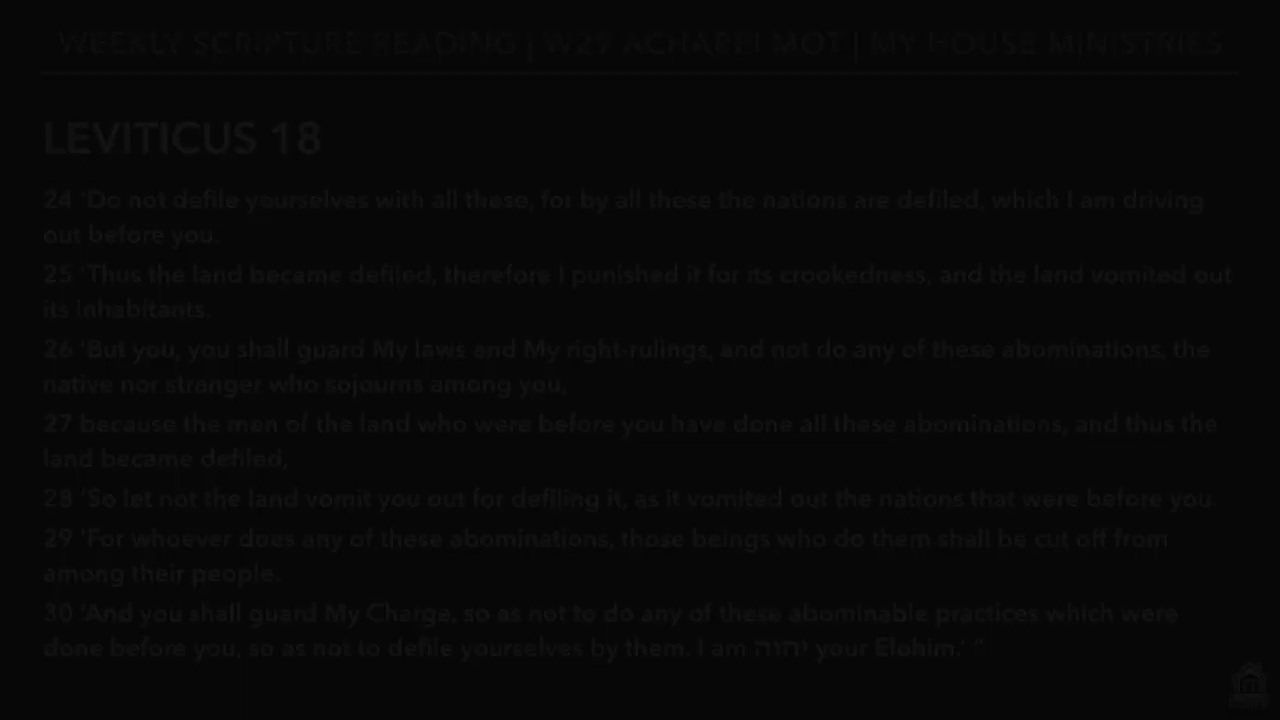 WEEKLY SCRIPTURE READING | W29 ACHAREI MOT | MY HOUSE MINISTRIES
LEVITICUS 18
24 ‘Do not defile yourselves with all these, for by all these the nations are defiled, which I am driving
out before you.
25 ‘Thus the land became defiled, therefore I punished it for its crookedness, and the land vomited out
its inhabitants.
26 ‘But you, you shall guard My laws and My right-rulings, and not do any of these abominations, the
native nor stranger who sojourns among you,
27 because the men of the land who were before you have done all these abominations, and thus the
land became defiled,
28 ‘So let not the land vomit you out for defiling it, as it vomited out the nations that were before you.
29 ‘For whoever does any of these abominations, those beings who do them shall be cut off from
among their people.
30 ‘And you shall guard My Charge, so as not to do any of these abominable practices which were
done before you, so as not to defile yourselves by them. I am יהוה your Elohim.’ ”